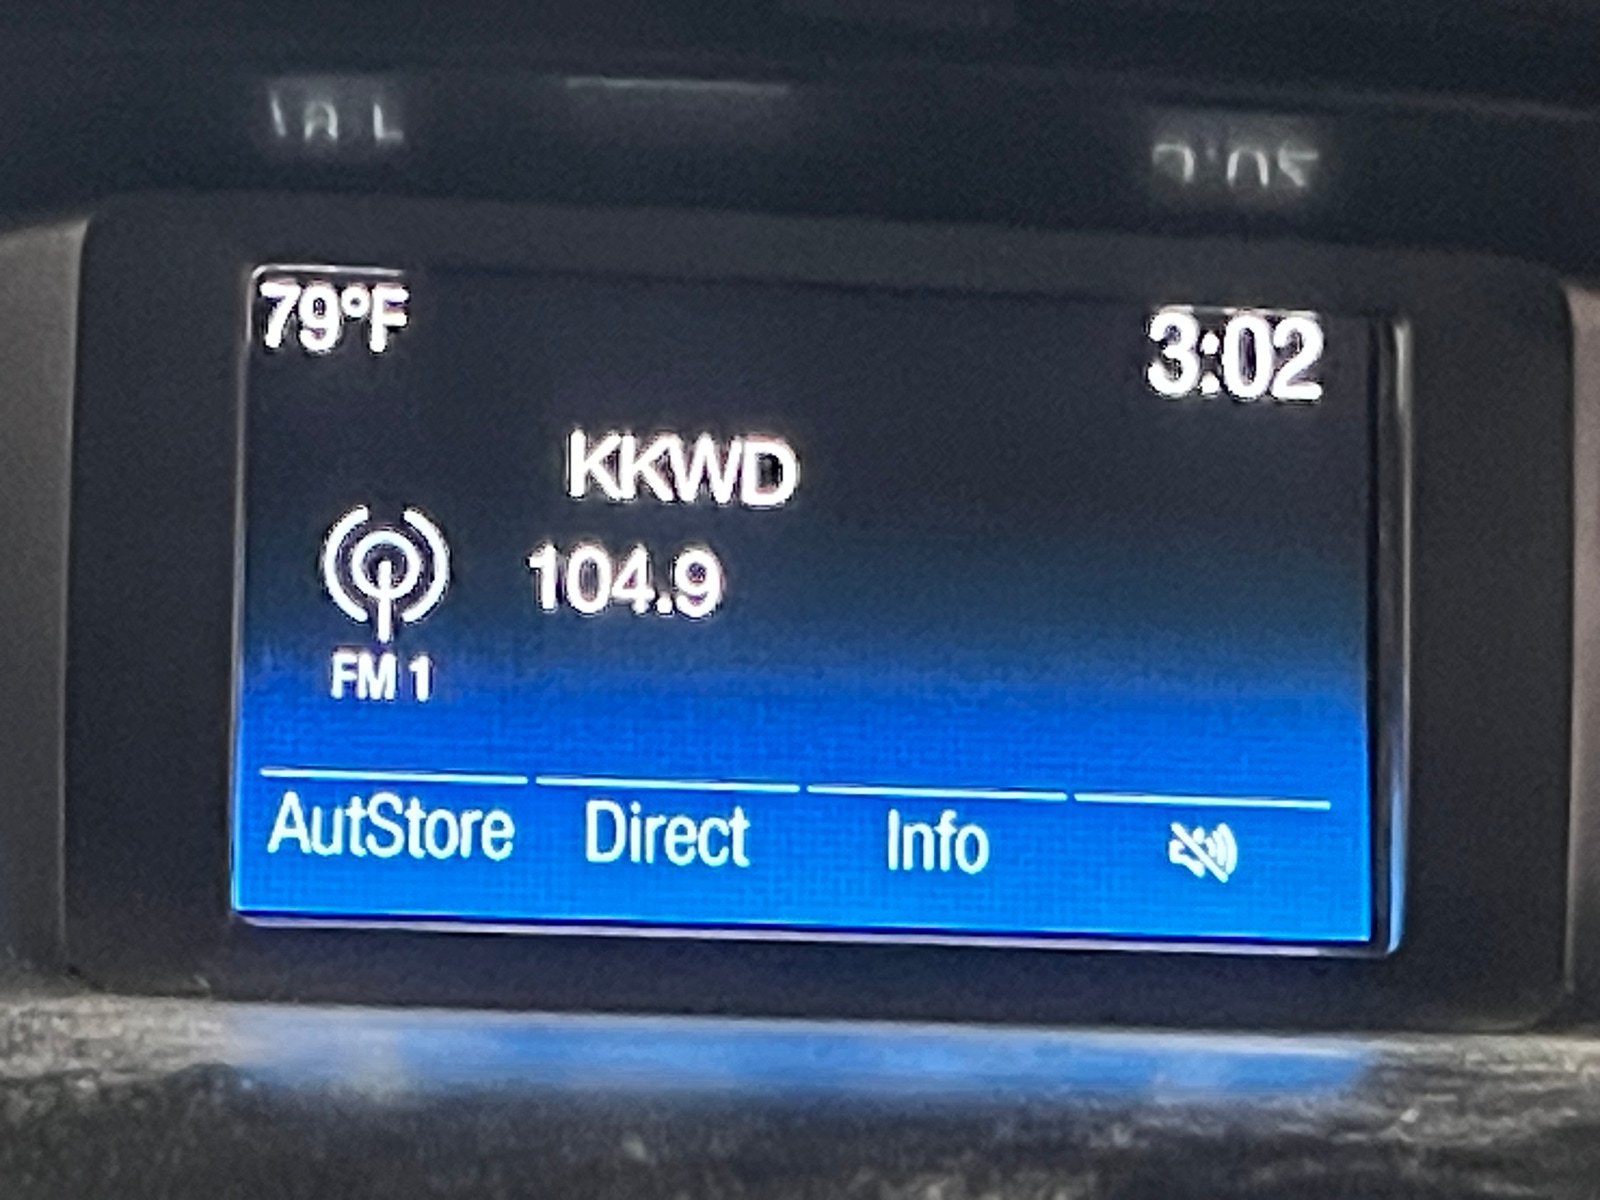 79°F
3:02
KKWD
104.9
FM 1
AutStore Direct Info